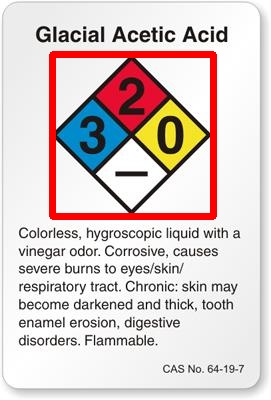 Glacial Acetic Acid
2
3 0
—
Colorless, hygroscopic liquid with a
vinegar odor. Corrosive, causes
severe burns to eyes/skin/
respiratory tract. Chronic: skin may
become darkened and thick, tooth
enamel erosion, digestive
disorders. Flammable.
CAS No. 64-19-7